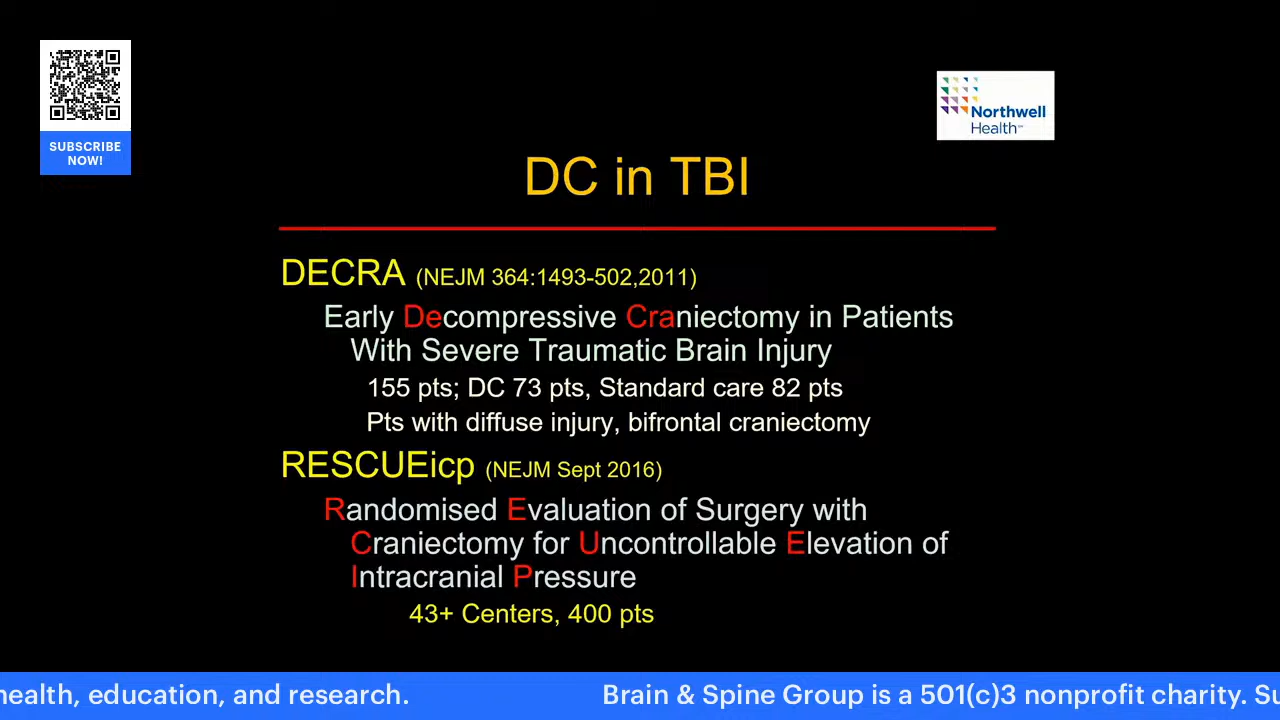 SUBSCRIBE
NOW!
Northwell
Health™
DC in TBI
DECRA (NEJM 364:1493-502,2011)
Early Decompressive Craniectomy in Patients
With Severe Traumatic Brain Injury
155 pts; DC 73 pts, Standard care 82 pts
Pts with diffuse injury, bifrontal craniectomy
RESCUEicp (NEJM Sept 2016)
Randomised Evaluation of Surgery with
Craniectomy for Uncontrollable Elevation of
Intracranial Pressure
43+ Centers, 400 pts
health, education, and research. Brain & Spine Group is a 501(c)3 nonprofit charity. Su